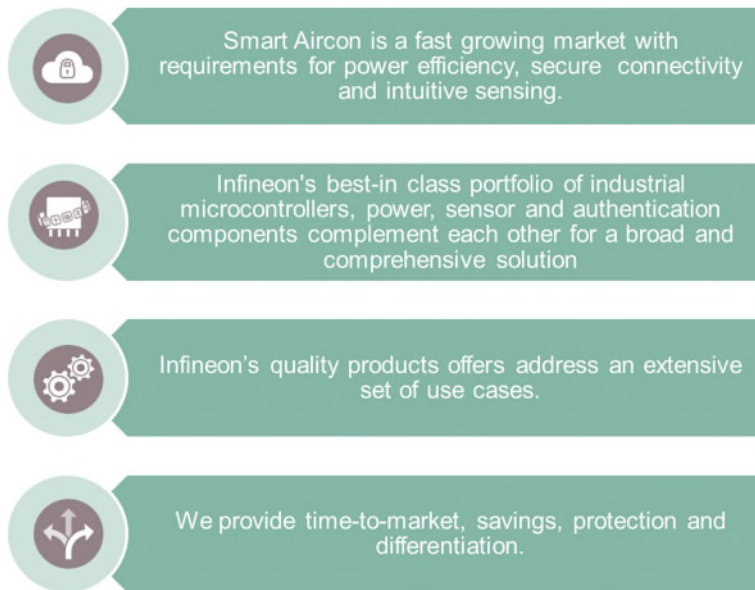 Smart Aircon is a fast growing market with
requirements for power efficiency, secure connectivity
and intuitive sensing.
Infineon's best-in class portfolio of industrial
microcontrollers, power, sensor and authentication
components complement each other for a broad and
comprehensive solution
Infineon’s quality products offers address an extensive
set of use cases.
We provide time-to-market, savings, protection and
differentiation.